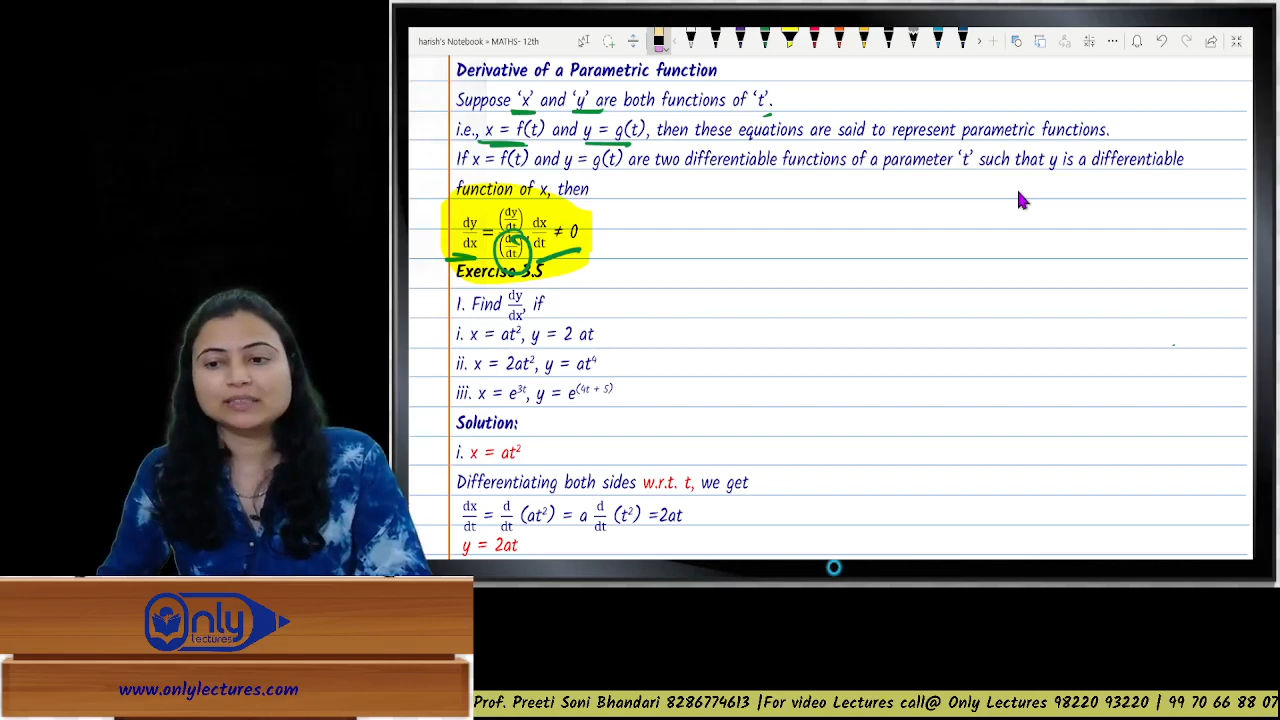 harish's Notebook » MATHS- 12th
Derivative of a Parametric function
Suppose 'x' and 'y' are both functions of 't'.
i.e., x = f(t) and y = g(t), then these equations are said to represent parametric functions.
If x = f(t) and y = g(t) are two differentiable functions of a parameter 't' such that y is a differentiable
function of x, then
dy/dx = (dy/dt)/(dx/dt), dx/dt ≠ 0
Exercise 3.5
1. Find dy/dx, if
i. x = at², y = 2 at
ii. x = 2at², y = at⁴
iii. x = e^3t, y = e^(4t + 5)
Solution:
i. x = at²
Differentiating both sides w.r.t. t, we get
dx/dt = d/dt (at²) = a d/dt (t²) =2at
y = 2at
Only
lectures
www.onlylectures.com
Prof. Preeti Soni Bhandari 8286774613 |For video Lectures call@ Only Lectures 98220 93220 | 99 70 66 88 07